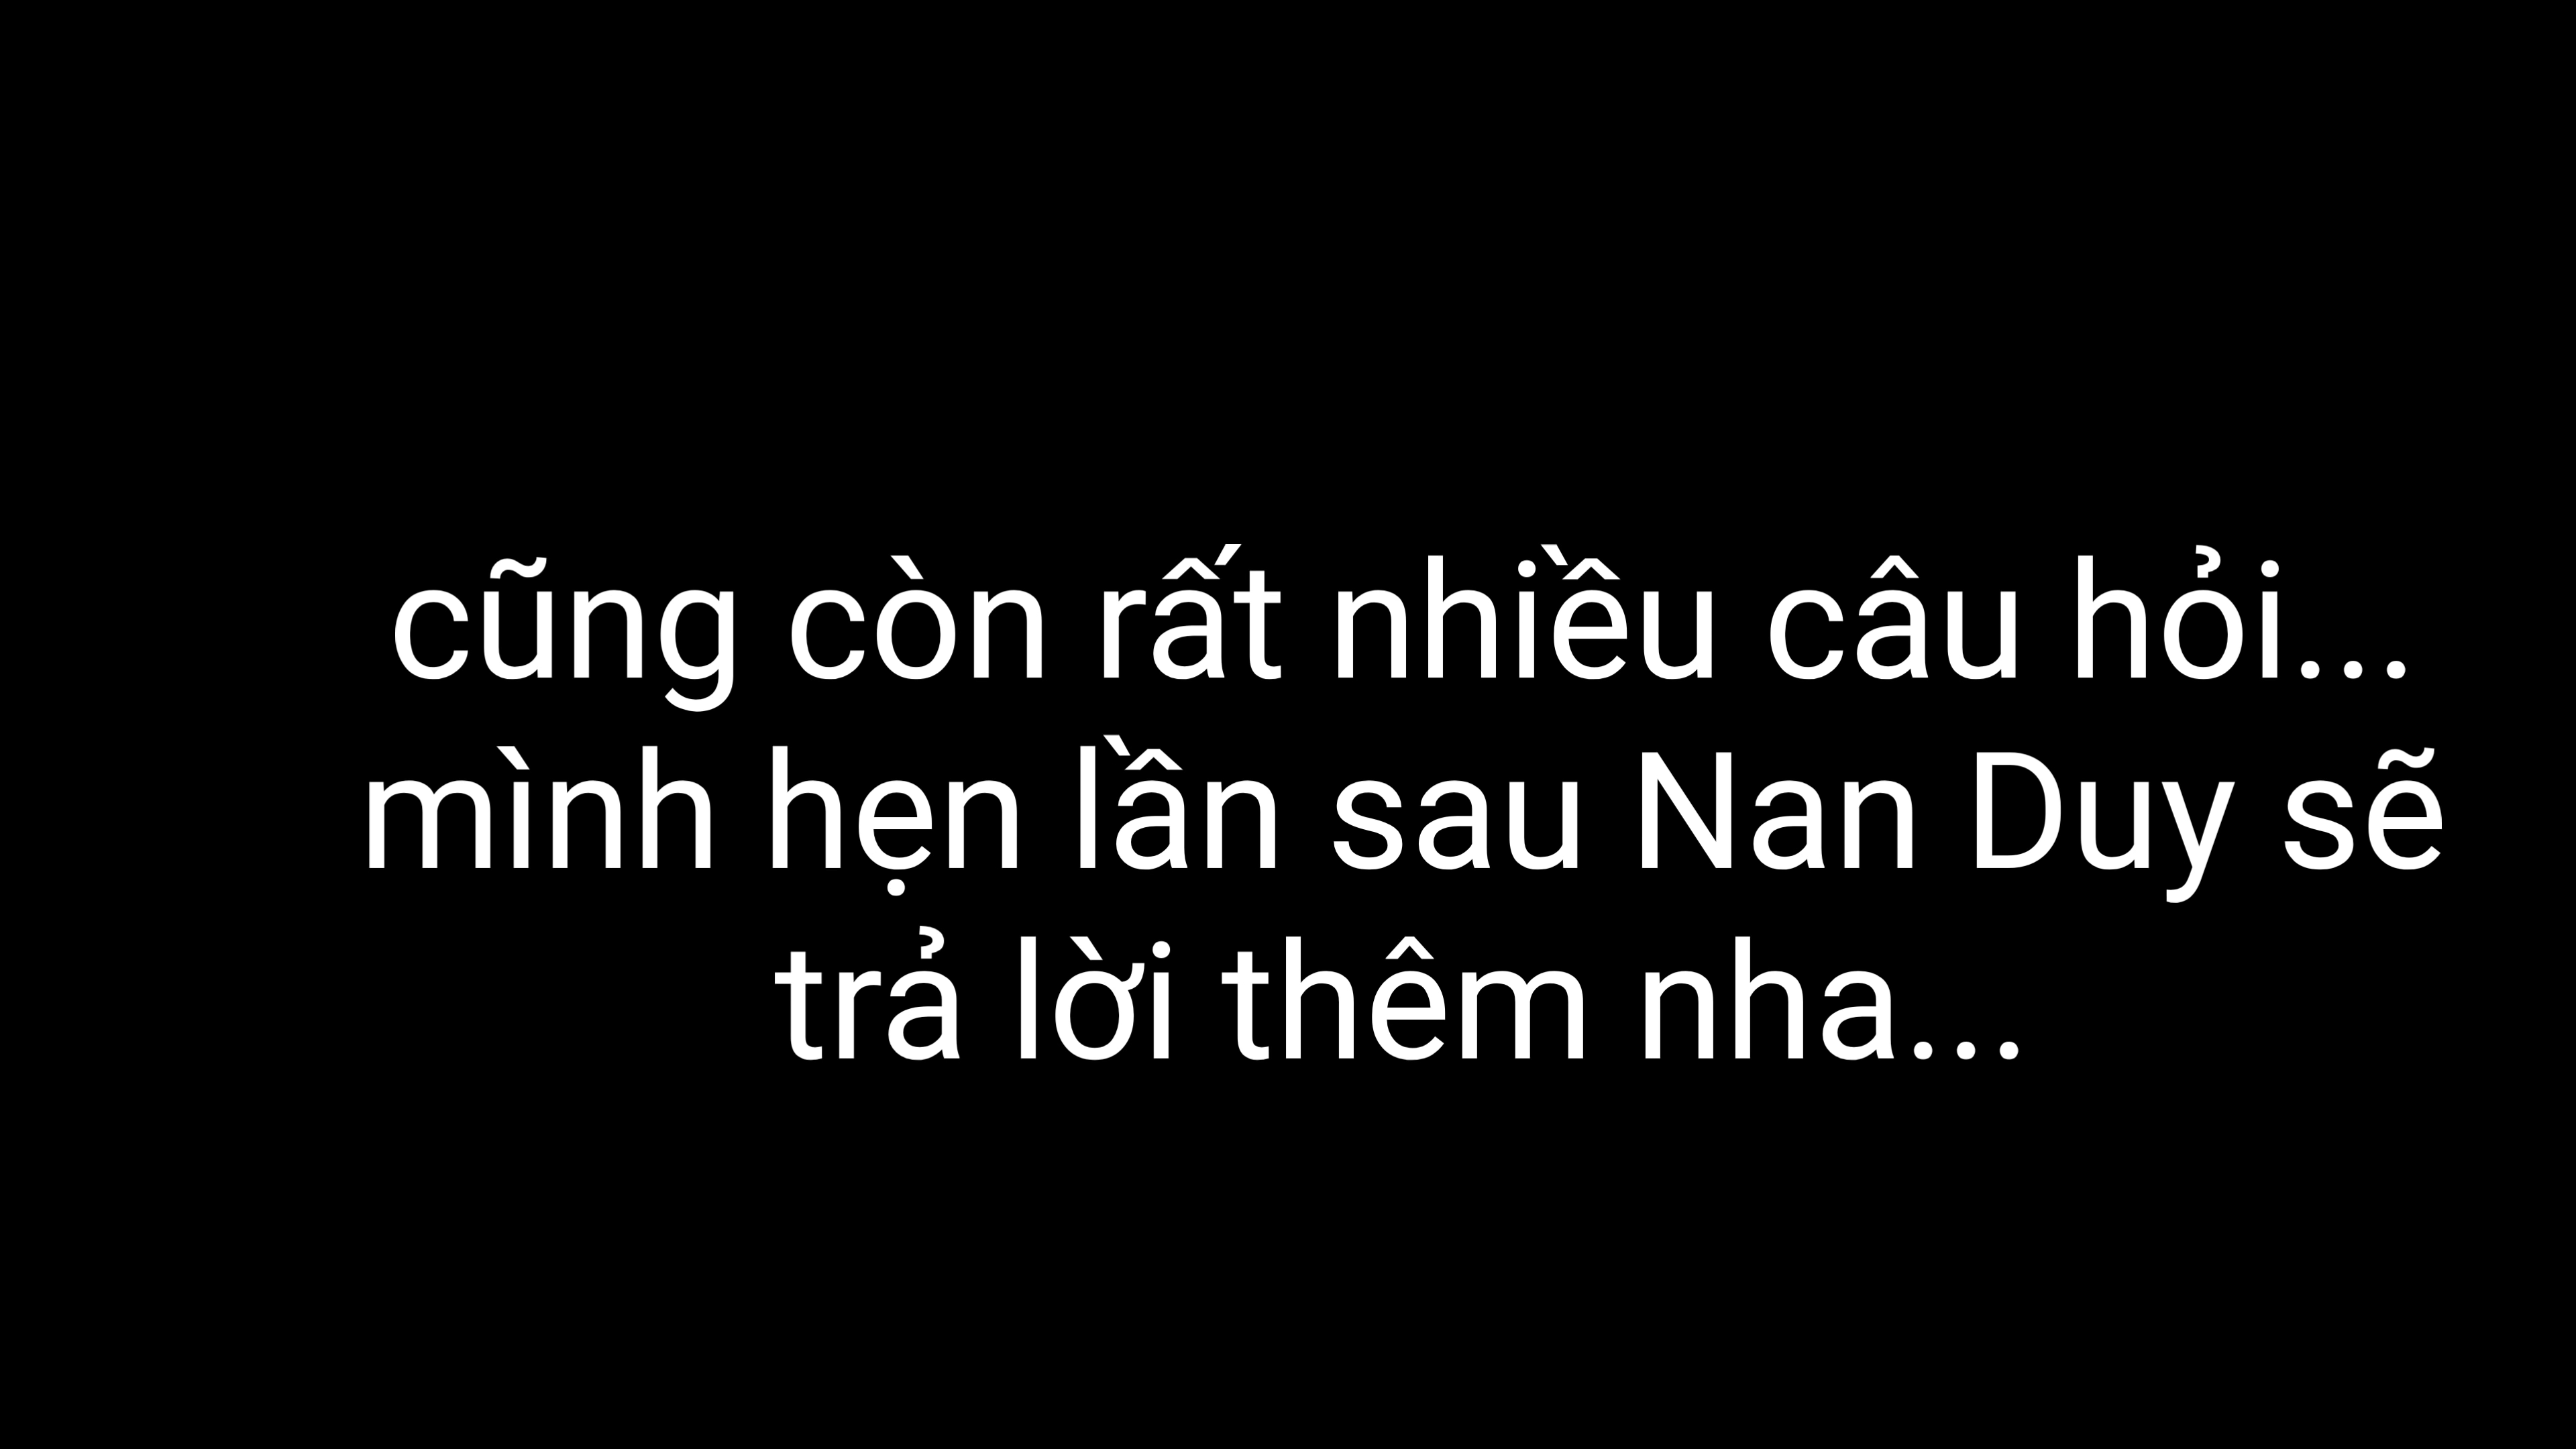 cũng còn rất nhiều câu hỏi...
mình hẹn lần sau Nan Duy sẽ
trả lời thêm nha...